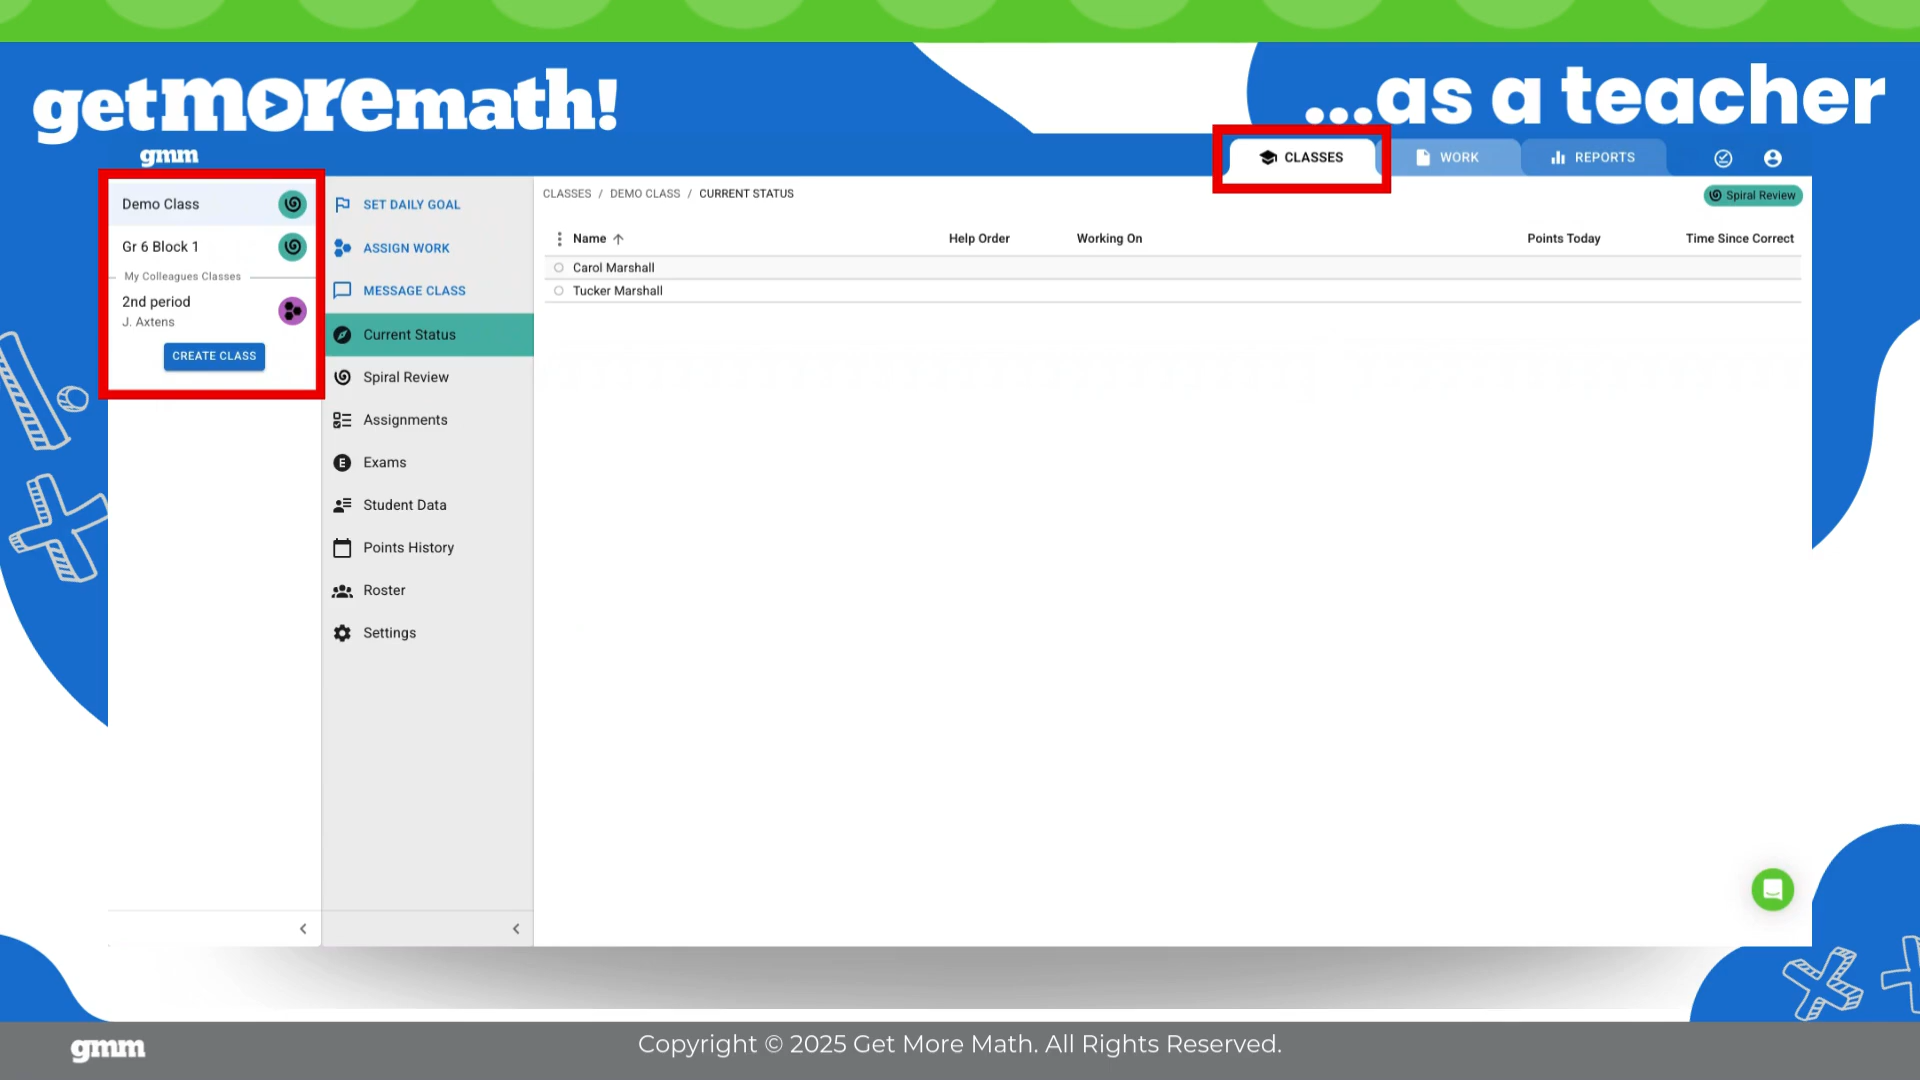 getmoremath!
...as a teacher
gmm
CLASSES
WORK
REPORTS
Demo Class
Gr 6 Block 1
My Colleagues Classes
2nd period
J. Axtens
CREATE CLASS
SET DAILY GOAL
ASSIGN WORK
MESSAGE CLASS
Current Status
Spiral Review
Assignments
Exams
Student Data
Points History
Roster
Settings
CLASSES / DEMO CLASS / CURRENT STATUS
Spiral Review
Name Help Order Working On Points Today Time Since Correct
Carol Marshall
Tucker Marshall
gmm
Copyright © 2025 Get More Math. All Rights Reserved.